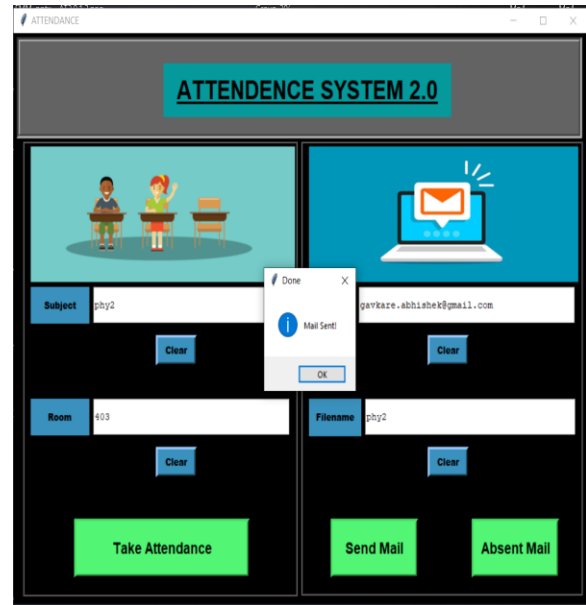 ATTENDANCE
ATTENDENCE SYSTEM 2.0
Subject
phy2
Clear
Room
403
Clear
Take Attendance
Done
Mail Sent!
OK
gavkare.abhishek@gmail.com
Clear
Filename
phy2
Clear
Send Mail
Absent Mail